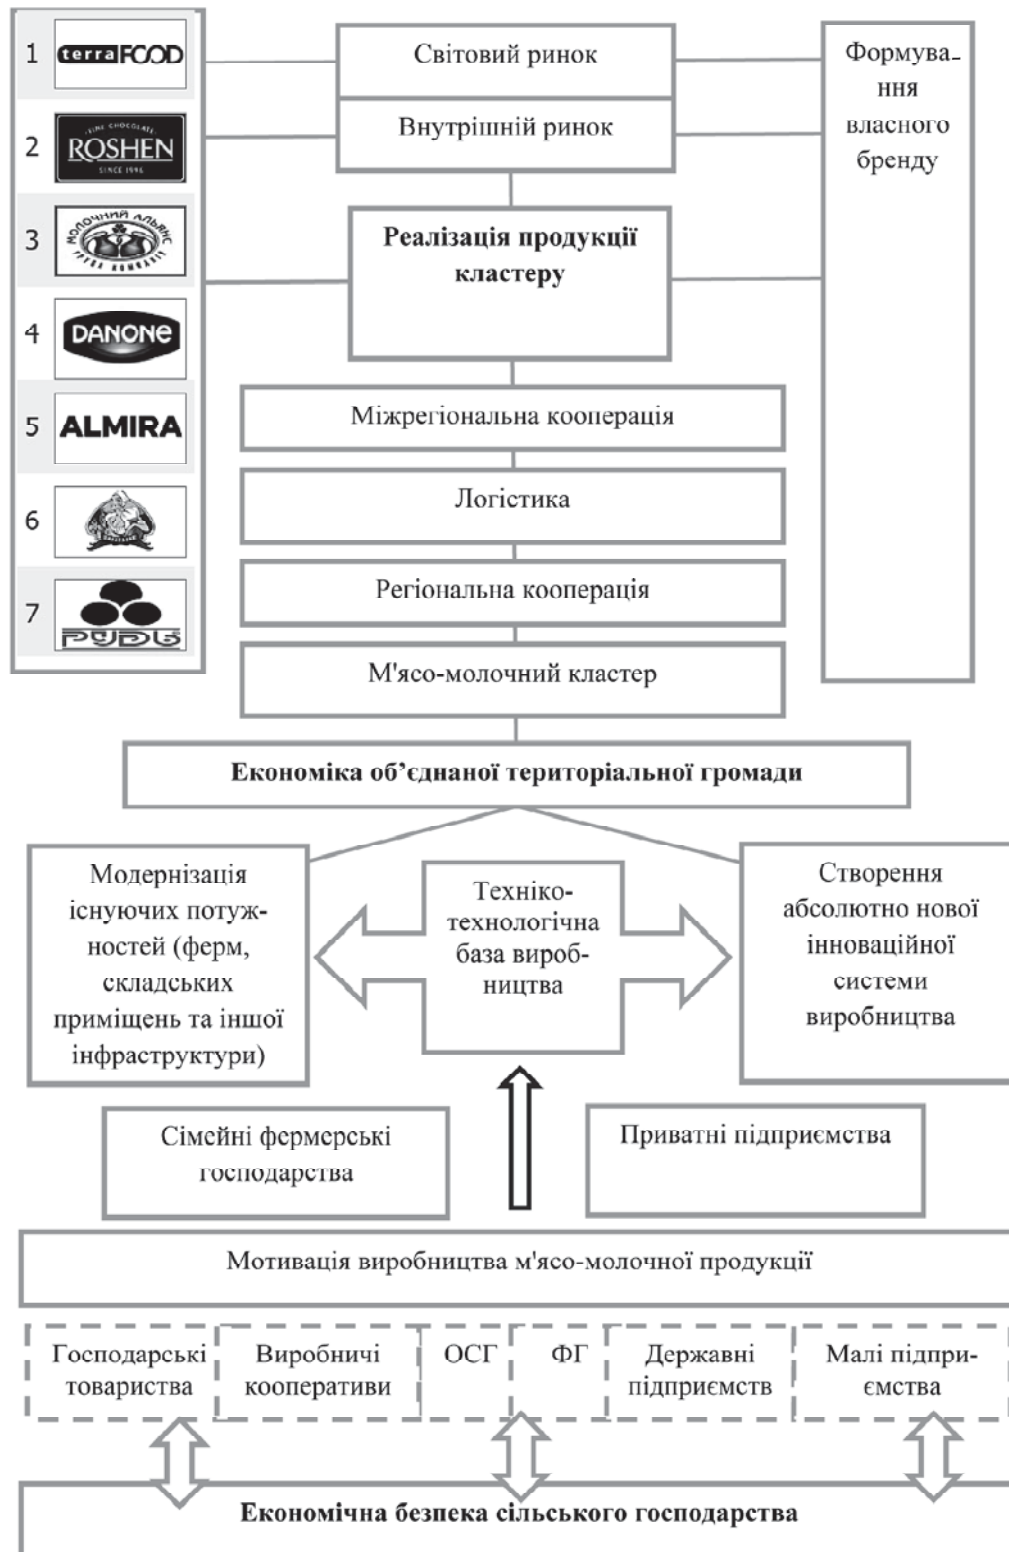 1
terraFOOD
2
FINE CHOCOLATE
ROSHEN
SINCE 1996
3
МОЛОЧНИЙ АЛЬЯНС
ГРУПА КОМПАНІЙ
4
DANONE
5
ALMIRA
6
7
РУДЬ
Світовий ринок
Внутрішній ринок
Формува-
ння
власного
бренду
Реалізація продукції
кластеру
Міжрегіональна кооперація
Логістика
Регіональна кооперація
М'ясо-молочний кластер
Економіка об’єднаної територіальної громади
Модернізація
існуючих потуж-
ностей (ферм,
складських
приміщень та іншої
інфраструктури)
Техніко-
технологічна
база вироб-
ництва
Створення
абсолютно нової
інноваційної
системи
виробництва
Сімейні фермерські
господарства
Приватні підприємства
Мотивація виробництва м'ясо-молочної продукції
Господарські
товариства
Виробничі
кооперативи
ОСГ
ФГ
Державні
підприємств
Малі підпри-
ємства
Економічна безпека сільського господарства